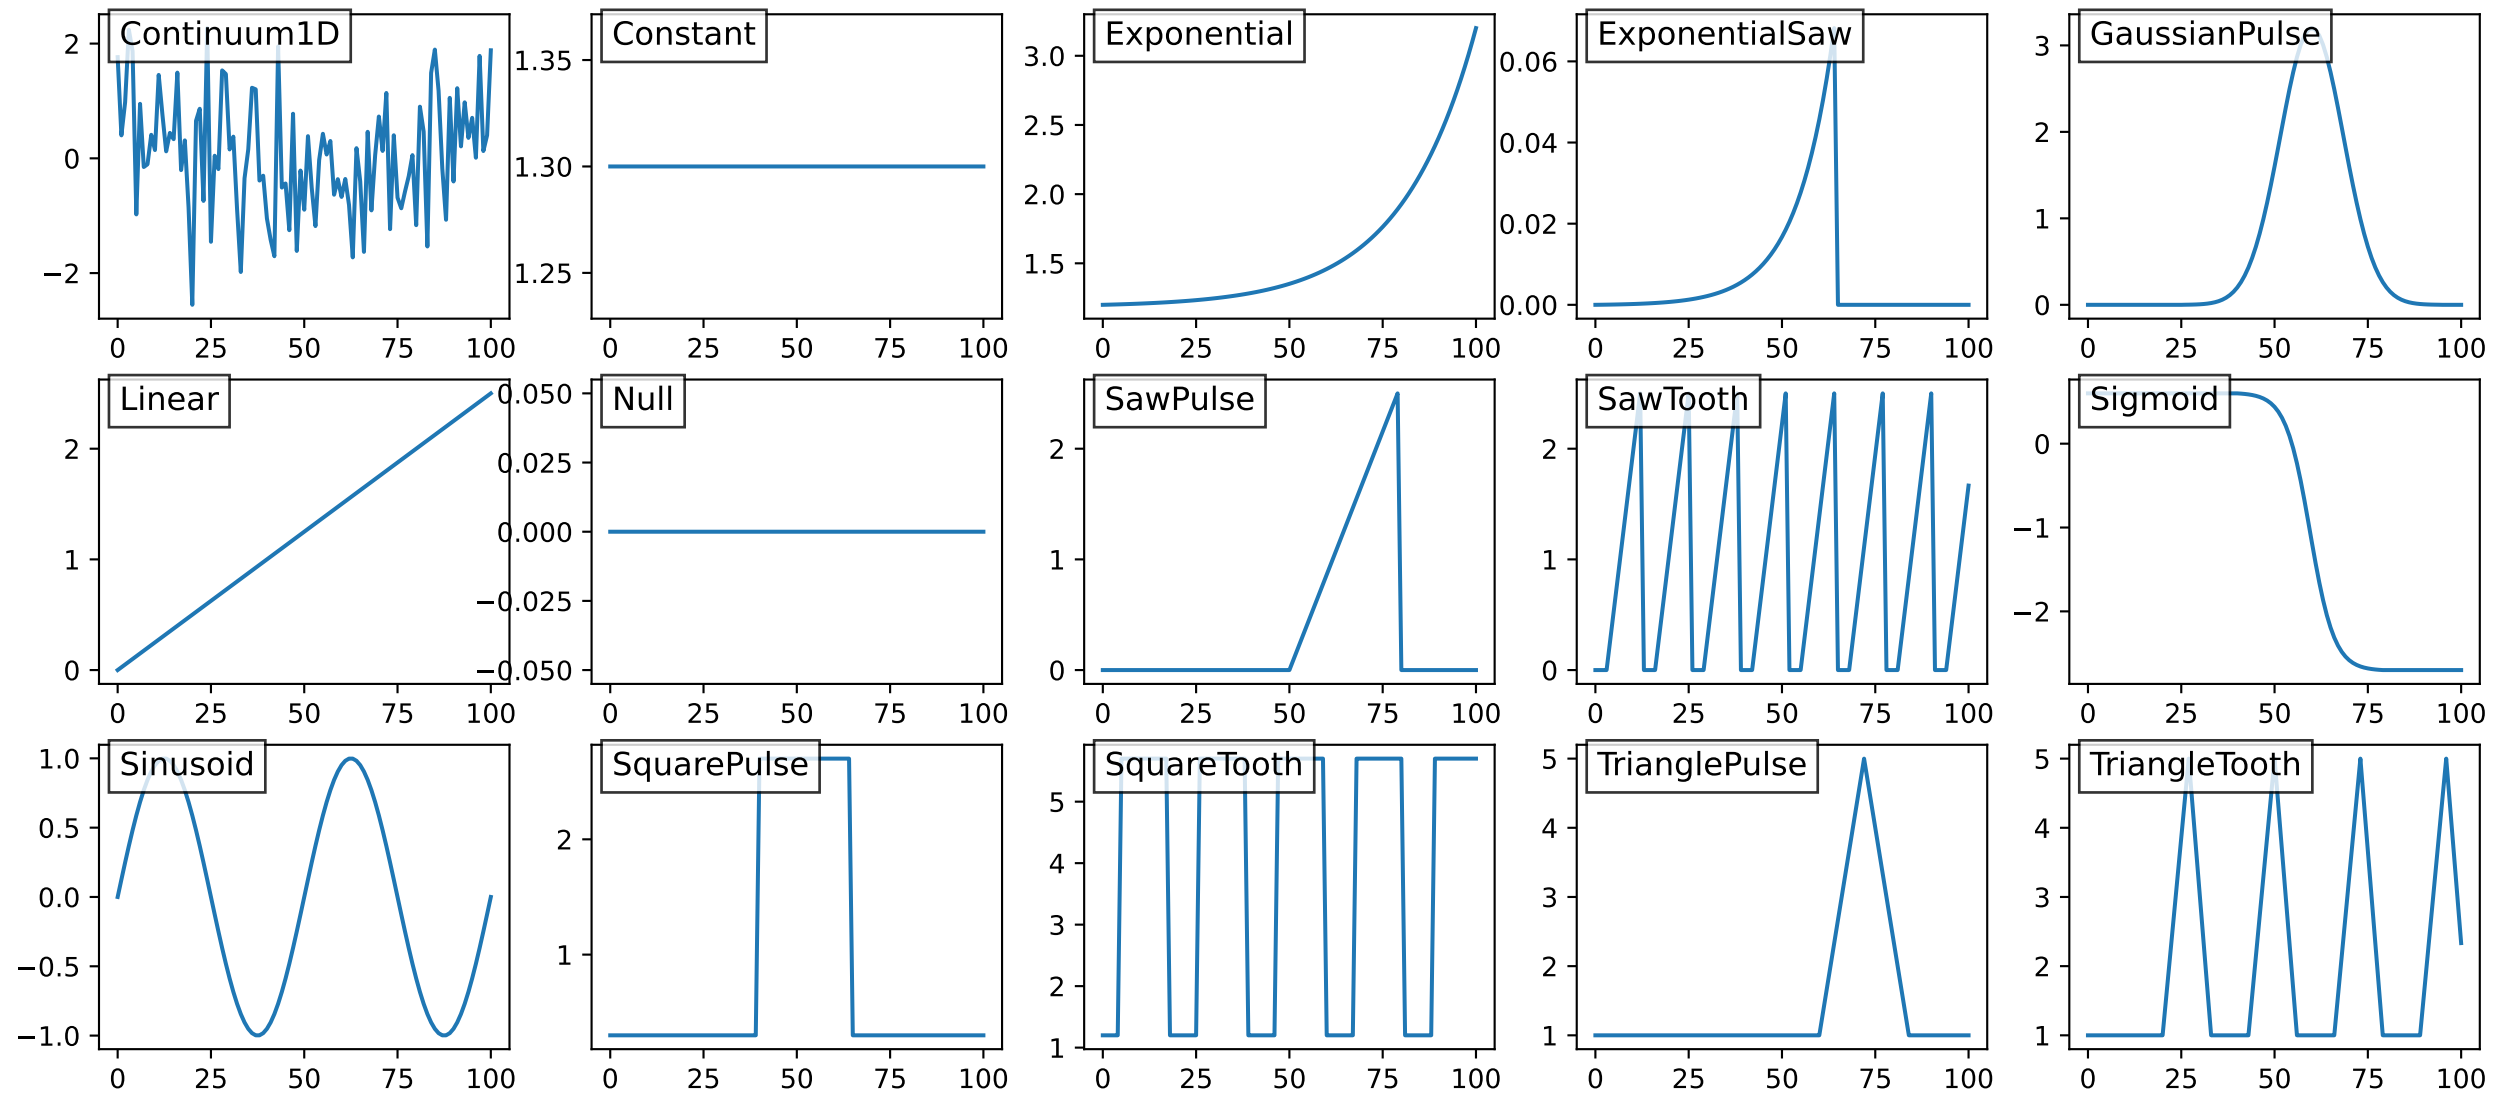 Continuum1D
2
0
−2
0 25 50 75 100
Constant
1.35
1.30
1.25
0 25 50 75 100
Exponential
3.0
2.5
2.0
1.5
0 25 50 75 100
ExponentialSaw
0.06
0.04
0.02
0.00
0 25 50 75 100
GaussianPulse
3
2
1
0
0 25 50 75 100
Linear
2
1
0
0 25 50 75 100
Null
0.050
0.025
0.000
−0.025
−0.050
0 25 50 75 100
SawPulse
2
1
0
0 25 50 75 100
SawTooth
2
1
0
0 25 50 75 100
Sigmoid
0
−1
−2
0 25 50 75 100
Sinusoid
1.0
0.5
0.0
−0.5
−1.0
0 25 50 75 100
SquarePulse
2
1
0 25 50 75 100
SquareTooth
5
4
3
2
1
0 25 50 75 100
TrianglePulse
5
4
3
2
1
0 25 50 75 100
TriangleTooth
5
4
3
2
1
0 25 50 75 100